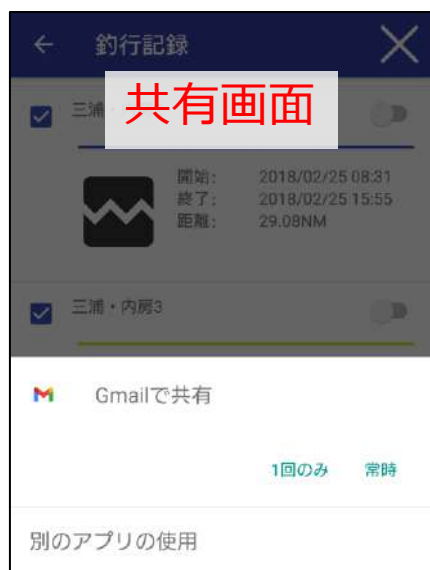 釣行記録
共有画面
三浦・
開始: 2018/02/25 08:31
終了: 2018/02/25 15:55
距離: 29.08NM
三浦・内房3
Gmailで共有
1回のみ 常時
別のアプリの使用